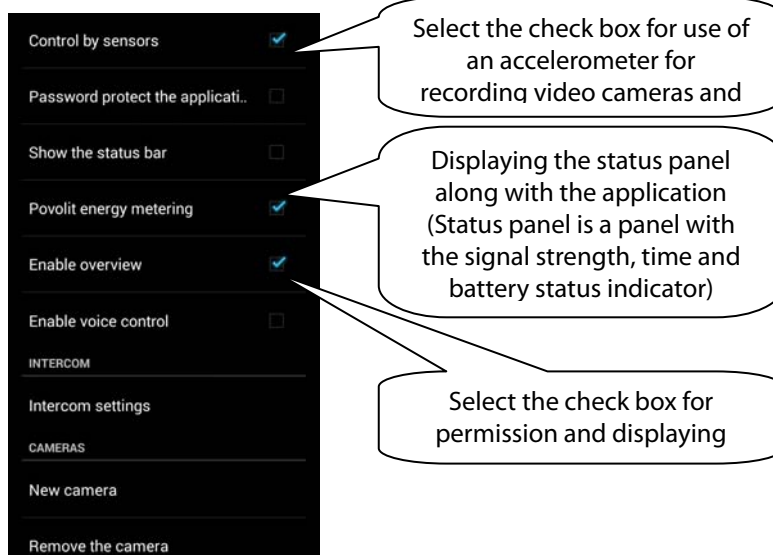 Control by sensors
Password protect the applicati..
Show the status bar
Povolit energy metering
Enable overview
Enable voice control
INTERCOM
Intercom settings
CAMERAS
New camera
Remove the camera
Select the check box for use of
an accelerometer for
recording video cameras and
Displaying the status panel
along with the application
(Status panel is a panel with
the signal strength, time and
battery status indicator)
Select the check box for
permission and displaying